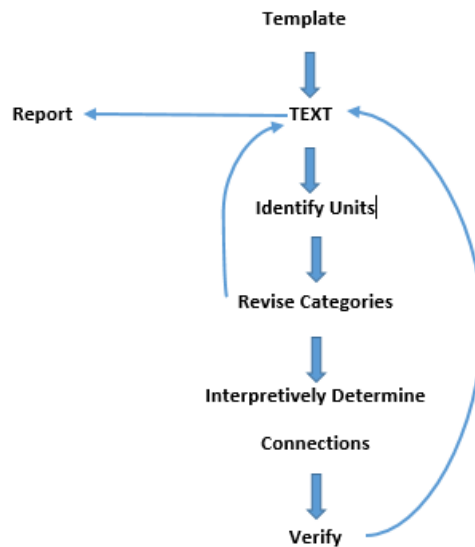 Template
Report
TEXT
Identify Units
Revise Categories
Interpretively Determine
Connections
Verify